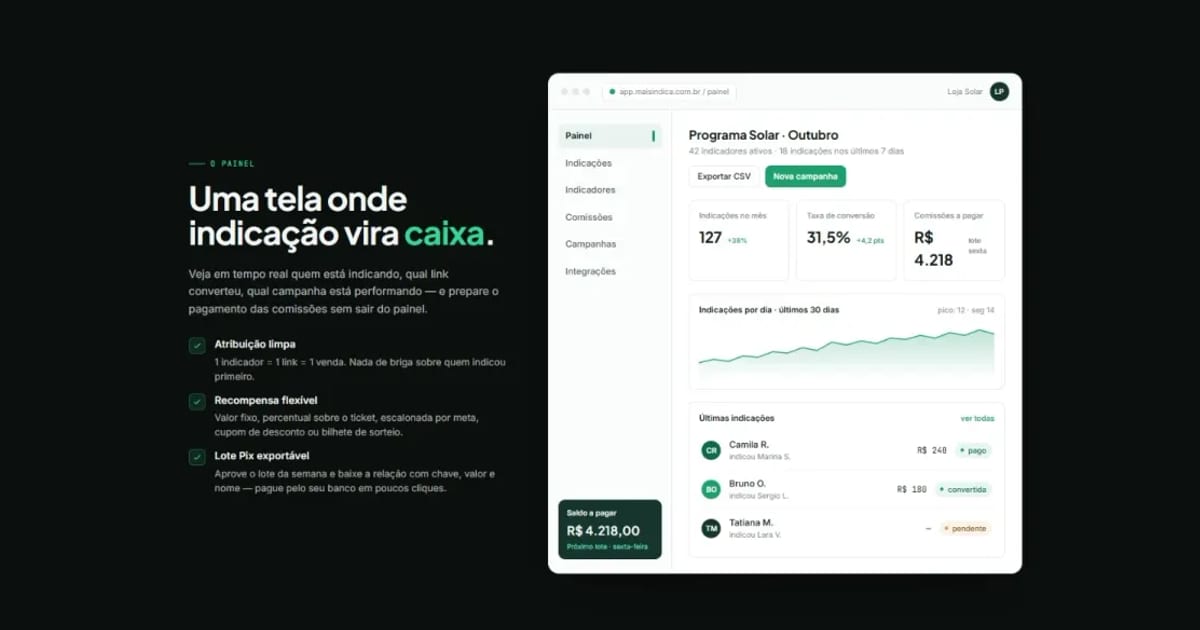 O PAINEL
Uma tela onde
indicação vira caixa.
Veja em tempo real quem está indicando, qual link
converteu, qual campanha está performando — e prepare o
pagamento das comissões sem sair do painel.
Atribuição limpa
1 indicador = 1 link = 1 venda. Nada de briga sobre quem indicou
primeiro.
Recompensa flexível
Valor fixo, percentual sobre o ticket, escalonada por meta,
cupom de desconto ou bilhete de sorteio.
Lote Pix exportável
Aprove o lote da semana e baixe a relação com chave, valor e
nome — pague pelo seu banco em poucos cliques.
app.maisindica.com.br / painel
Loja Solar
LP
Painel
Indicações
Indicadores
Comissões
Campanhas
Integrações
Saldo a pagar
R$ 4.218,00
Próximo lote · sexta-feira
Programa Solar · Outubro
42 indicadores ativos · 18 indicações nos últimos 7 dias
Exportar CSV
Nova campanha
Indicações no mês
127 +38%
Taxa de conversão
31,5% +4,2 pts
Comissões a pagar
R$
4.218
lote
sexta
Indicações por dia · últimos 30 dias
pico: 12 · seg 14
Últimas indicações
ver todas
CR
Camila R.
indicou Marina S.
R$ 240
pago
BO
Bruno O.
indicou Sergio L.
R$ 180
convertida
TM
Tatiana M.
indicou Lara V.
—
pendente